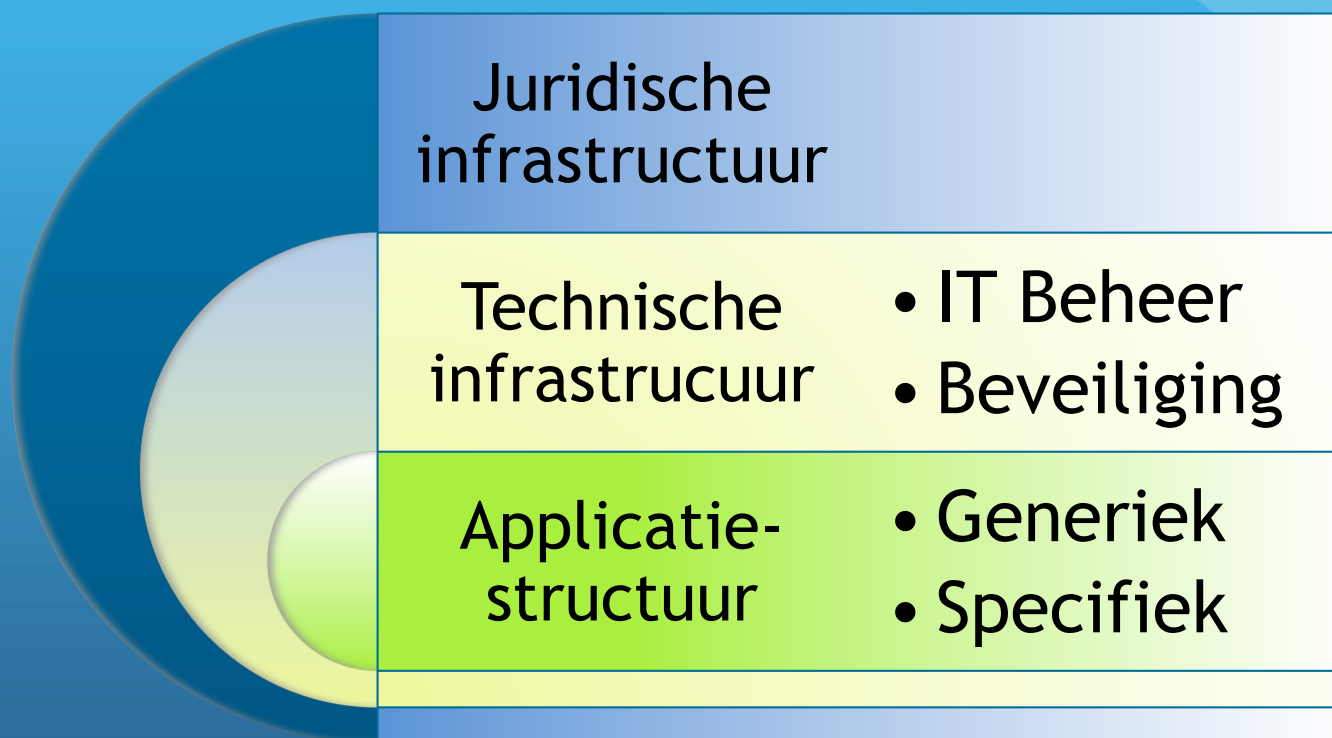 Juridische
infrastructuur
Technische
infrastrucuur
• IT Beheer
• Beveiliging
Applicatie-
structuur
• Generiek
• Specifiek